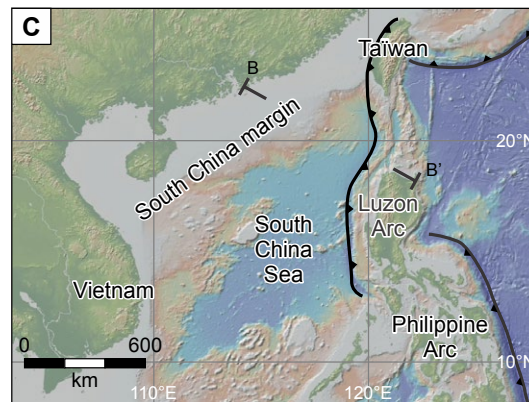 C
Taïwan
B
South China margin
20°N
B'
Luzon
Arc
South
China
Sea
Vietnam
Philippine
Arc
0 600
km
110°E
120°E
10°N